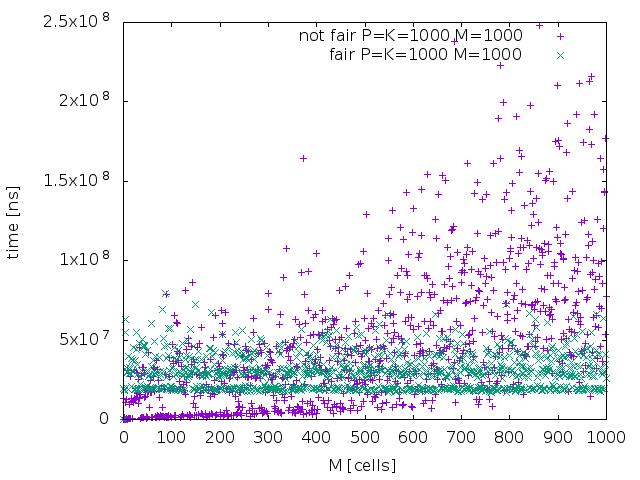 2.5x10^8
2x10^8
1.5x10^8
1x10^8
5x10^7
0
time [ns]
not fair P=K=1000 M=1000
fair P=K=1000 M=1000
0 100 200 300 400 500 600 700 800 900 1000
M [cells]